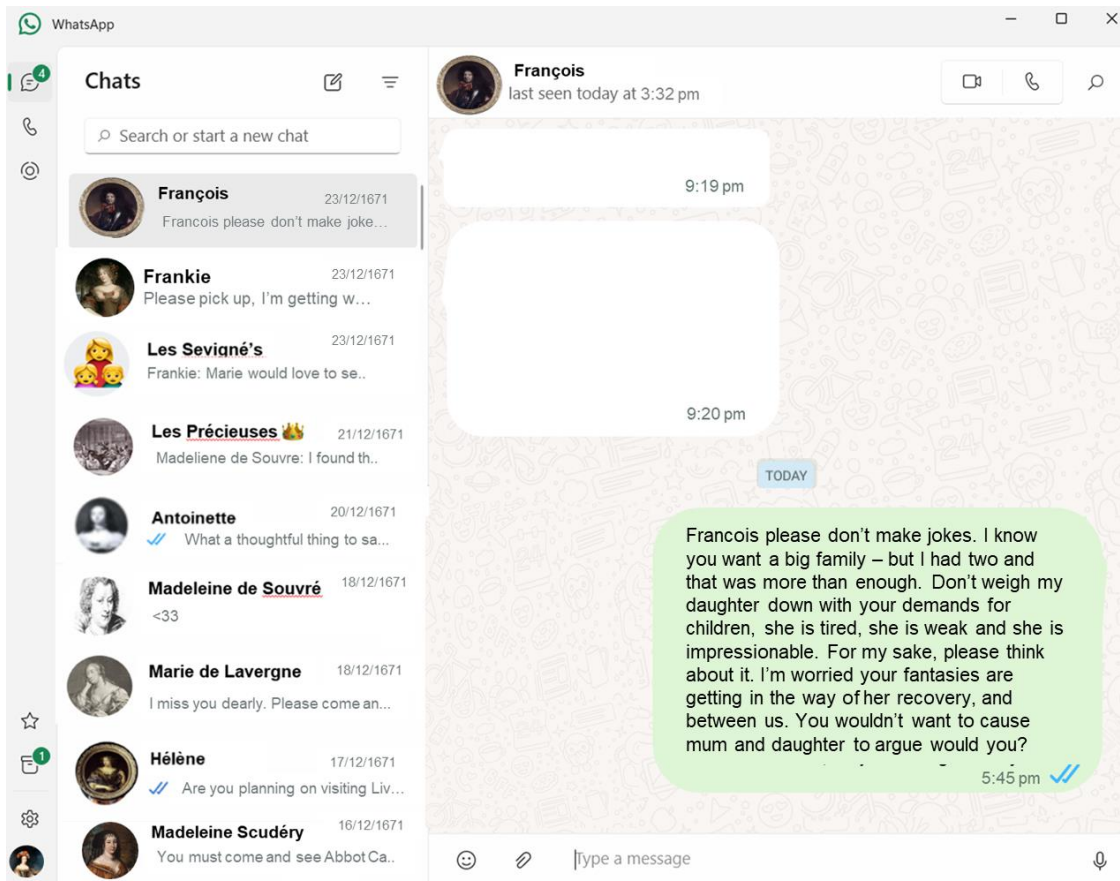 WhatsApp
4
Chats
Search or start a new chat
François
23/12/1671
Francois please don't make joke...
Frankie
23/12/1671
Please pick up, I'm getting w...
Les Sevigné's
23/12/1671
Frankie: Marie would love to se..
Les Précieuses
21/12/1671
Madeliene de Souvre: I found th..
Antoinette
20/12/1671
What a thoughtful thing to sa...
Madeleine de Souvré
18/12/1671
<33
Marie de Lavergne
18/12/1671
I miss you dearly. Please come an...
Hélène
17/12/1671
Are you planning on visiting Liv...
Madeleine Scudéry
16/12/1671
You must come and see Abbot Ca..
1
François
last seen today at 3:32 pm
9:19 pm
9:20 pm
TODAY
Francois please don't make jokes. I know
you want a big family – but I had two and
that was more than enough. Don't weigh my
daughter down with your demands for
children, she is tired, she is weak and she is
impressionable. For my sake, please think
about it. I'm worried your fantasies are
getting in the way of her recovery, and
between us. You wouldn't want to cause
mum and daughter to argue would you?
5:45 pm
Type a message